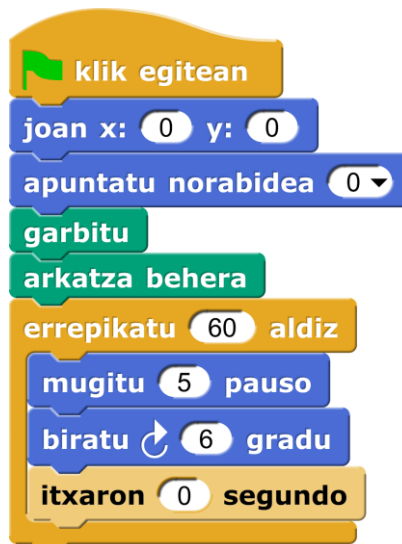 klik egitean
joan x: 0 y: 0
apuntatu norabidea 0
garbitu
arkatza behera
errepikatu 60 aldiz
mugitu 5 pauso
biratu 6 gradu
itxaron 0 segundo